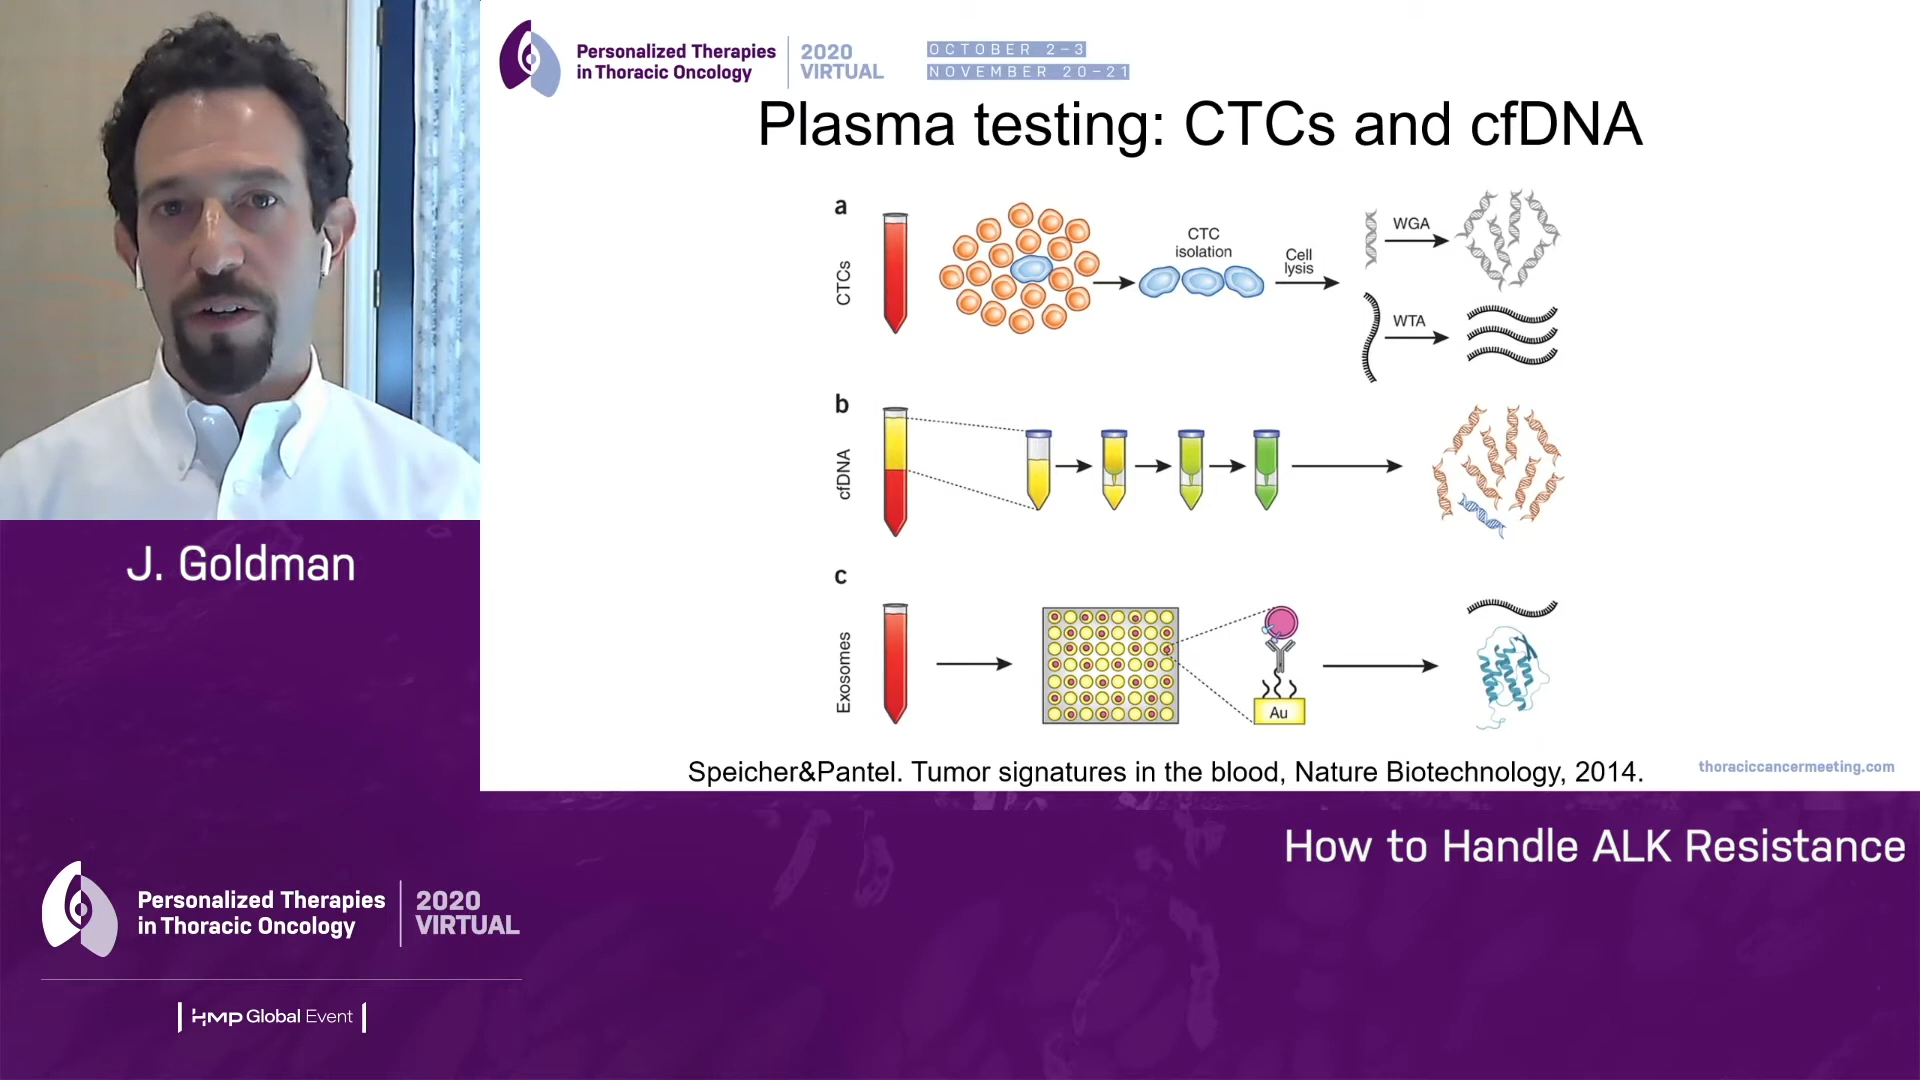 Personalized Therapies
in Thoracic Oncology
2020
VIRTUAL
OCTOBER 2–3
NOVEMBER 20–21
Plasma testing: CTCs and cfDNA
a
CTCs
CTC
isolation
Cell
lysis
WGA
WTA
b
cfDNA
c
Exosomes
Au
Speicher&Pantel. Tumor signatures in the blood, Nature Biotechnology, 2014.
thoraciccancermeeting.com
J. Goldman
How to Handle ALK Resistance
Personalized Therapies
in Thoracic Oncology
2020
VIRTUAL
HMP Global Event